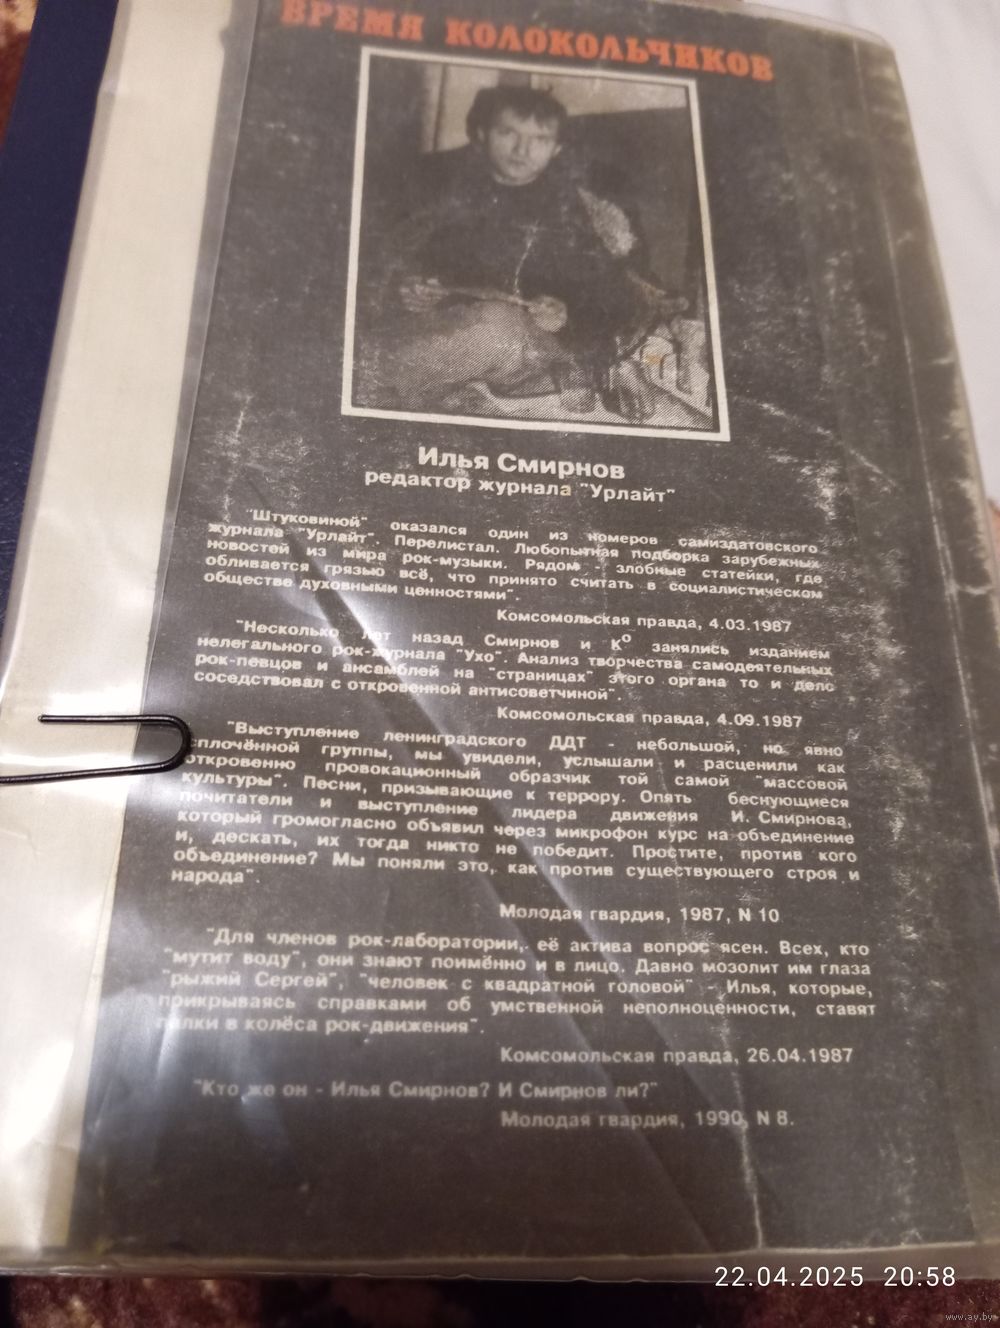 ВРЕМЯ КОЛОКОЛЬЧИКОВ
Илья Смирнов
редактор журнала "Урлайт"
"Штуковиной" оказался один из номеров самиздатовского
журнала "Урлайт". Перелистал. Любопытная подборка зарубежных
новостей из мира рок-музыки. Рядом - злобные статейки, где
обливается грязью всё, что принято считать в социалистическом
обществе духовными ценностями".
Комсомольская правда, 4.03.1987
"Несколько лет назад Смирнов и К° занялись изданием
нелегального рок-журнала "Ухо". Анализ творчества самодеятельных
рок-певцов и ансамблей на "страницах" этого органа то и дело
соседствовал с откровенной антисоветчиной".
Комсомольская правда, 4.09.1987
"Выступление ленинградского ДДТ - небольшой, но явно
сплочённой группы, мы увидели, услышали и расценили как
откровенно провокационный образчик той самой "массовой
культуры". Песни, призывающие к террору. Опять беснующиеся
почитатели и выступление лидера движения И. Смирнова,
который громогласно объявил через микрофон курс на объединение
и, дескать, их тогда никто не победит. Простите, против кого
объединение? Мы поняли это, как против существующего строя и
народа".
Молодая гвардия, 1987, N 10
"Для членов рок-лаборатории, её актива вопрос ясен. Всех, кто
"мутит воду", они знают поимённо и в лицо. Давно мозолит им глаза
"рыжий Сергей", "человек с квадратной головой" - Илья, которые,
прикрываясь справками об умственной неполноценности, ставят
палки в колёса рок-движения".
Комсомольская правда, 26.04.1987
"Кто же он - Илья Смирнов? И Смирнов ли?"
Молодая гвардия, 1990, N 8.
22.04.2025 20:58
www.ay.by